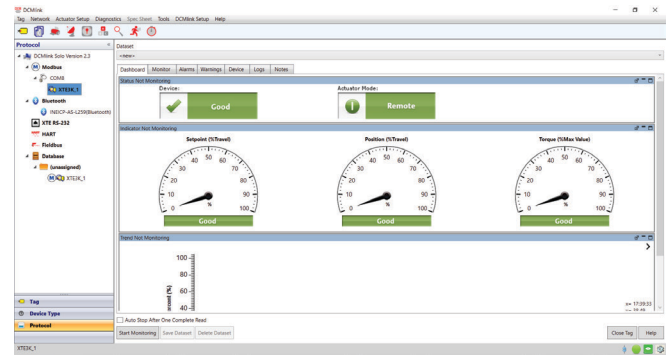 DCMlink
Tag Network Actuator Setup Diagnostics Spec Sheet Tools DCMlink Setup Help
Protocol
DCMlink Solo Version 2.3
Modbus
COM8
XTE3K_1
Bluetooth
INDICP-AS-L259(Bluetooth)
XTE RS-232
HART
Fieldbus
Database
(unassigned)
XTE3K_1
Tag
Device Type
Protocol
Dataset
<new>
Dashboard Monitor Alarms Warnings Device Logs Notes
Status Not Monitoring
Device: Actuator Mode:
Good Remote
Indicator Not Monitoring
Setpoint (%Travel) Position (%Travel) Torque (%Max Value)
40 50 60 40 50 60 40 50 60
30 70 30 70 30 70
20 80 20 80 20 80
10 90 10 90 10 90
0 % 100 0 % 100 0 % 100
Good Good Good
Trend Not Monitoring
100
80
60
40
x= 17:39:33
Auto Stop After One Complete Read
Start Monitoring Save Dataset Delete Dataset Close Tag Help
XTE3K_1